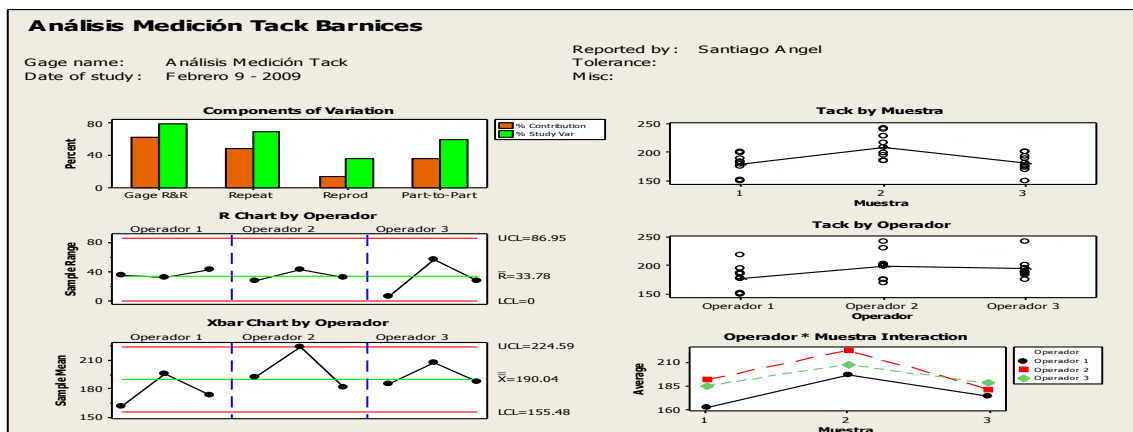 Análisis Medición Tack Barnices
Gage name: Análisis Medición Tack
Date of study: Febrero 9 - 2009
Reported by: Santiago Angel
Tolerance:
Misc:
Components of Variation
80
40
0
Percent
Gage R&R Repeat Reprod Part-to-Part
% Contribution
% Study Var
R Chart by Operador
Operador 1 Operador 2 Operador 3
80
40
0
Sample Range
UCL=86.95
R=33.78
LCL=0
Xbar Chart by Operador
Operador 1 Operador 2 Operador 3
210
180
150
Sample Mean
UCL=224.59
X=190.04
LCL=155.48
Tack by Muestra
250
200
150
1 2 3
Muestra
Tack by Operador
250
200
150
Operador 1 Operador 2 Operador 3
Operador
Operador * Muestra Interaction
210
185
160
Average
1 2 3
Muestra
Operador
Operador 1
Operador 2
Operador 3